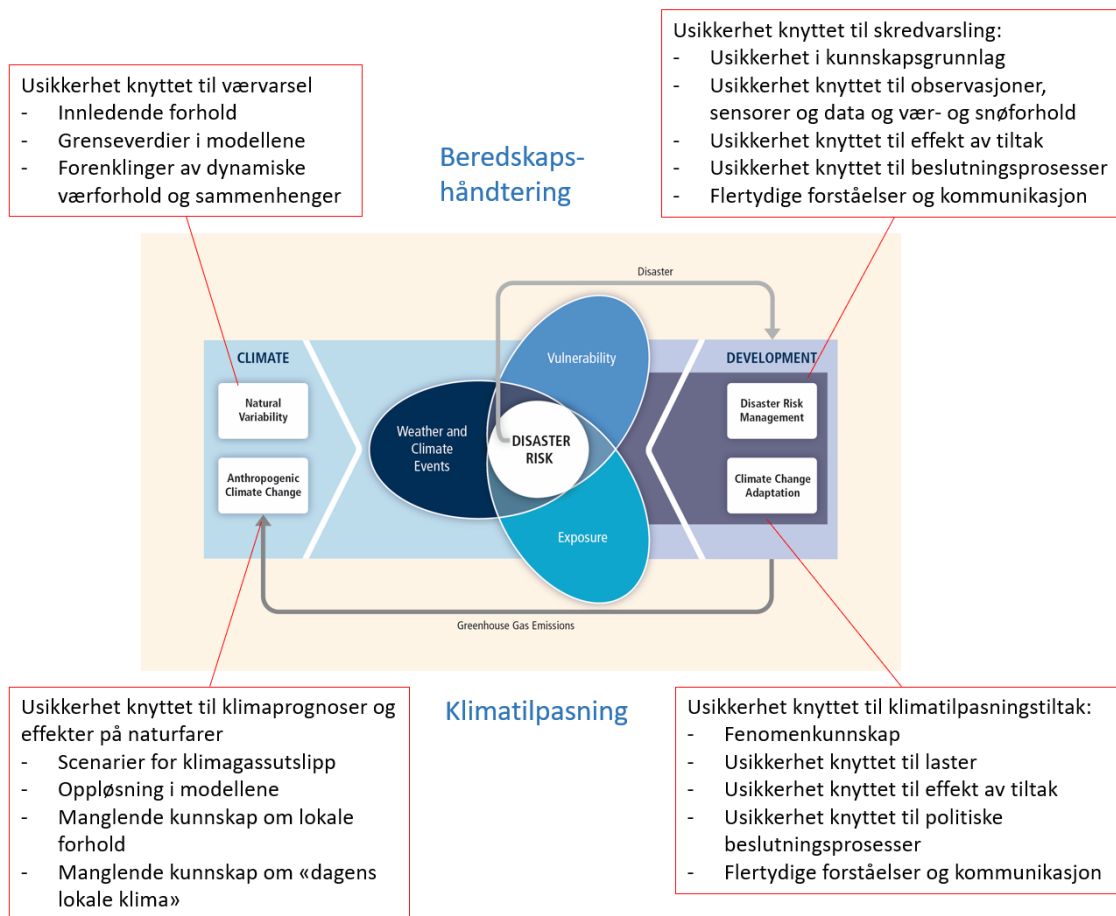 Usikkerhet knyttet til værvarsel
- Innledende forhold
- Grenseverdier i modellene
- Forenklinger av dynamiske
værforhold og sammenhenger
Beredskaps-
håndtering
Usikkerhet knyttet til skredvarsling:
- Usikkerhet i kunnskapsgrunnlag
- Usikkerhet knyttet til observasjoner,
sensorer og data og vær- og snøforhold
- Usikkerhet knyttet til effekt av tiltak
- Usikkerhet knyttet til beslutningsprosesser
- Flertydige forståelser og kommunikasjon
Disaster
CLIMATE
Natural
Variability
Anthropogenic
Climate Change
Vulnerability
Weather and
Climate
Events
DISASTER
RISK
Exposure
DEVELOPMENT
Disaster Risk
Management
Climate Change
Adaptation
Greenhouse Gas Emissions
Usikkerhet knyttet til klimaprognoser og
effekter på naturfarer
- Scenarier for klimagassutslipp
- Oppløsning i modellene
- Manglende kunnskap om lokale
forhold
- Manglende kunnskap om «dagens
lokale klima»
Klimatilpasning
Usikkerhet knyttet til klimatilpasningstiltak:
- Fenomenkunnskap
- Usikkerhet knyttet til laster
- Usikkerhet knyttet til effekt av tiltak
- Usikkerhet knyttet til politiske
beslutningsprosesser
- Flertydige forståelser og kommunikasjon